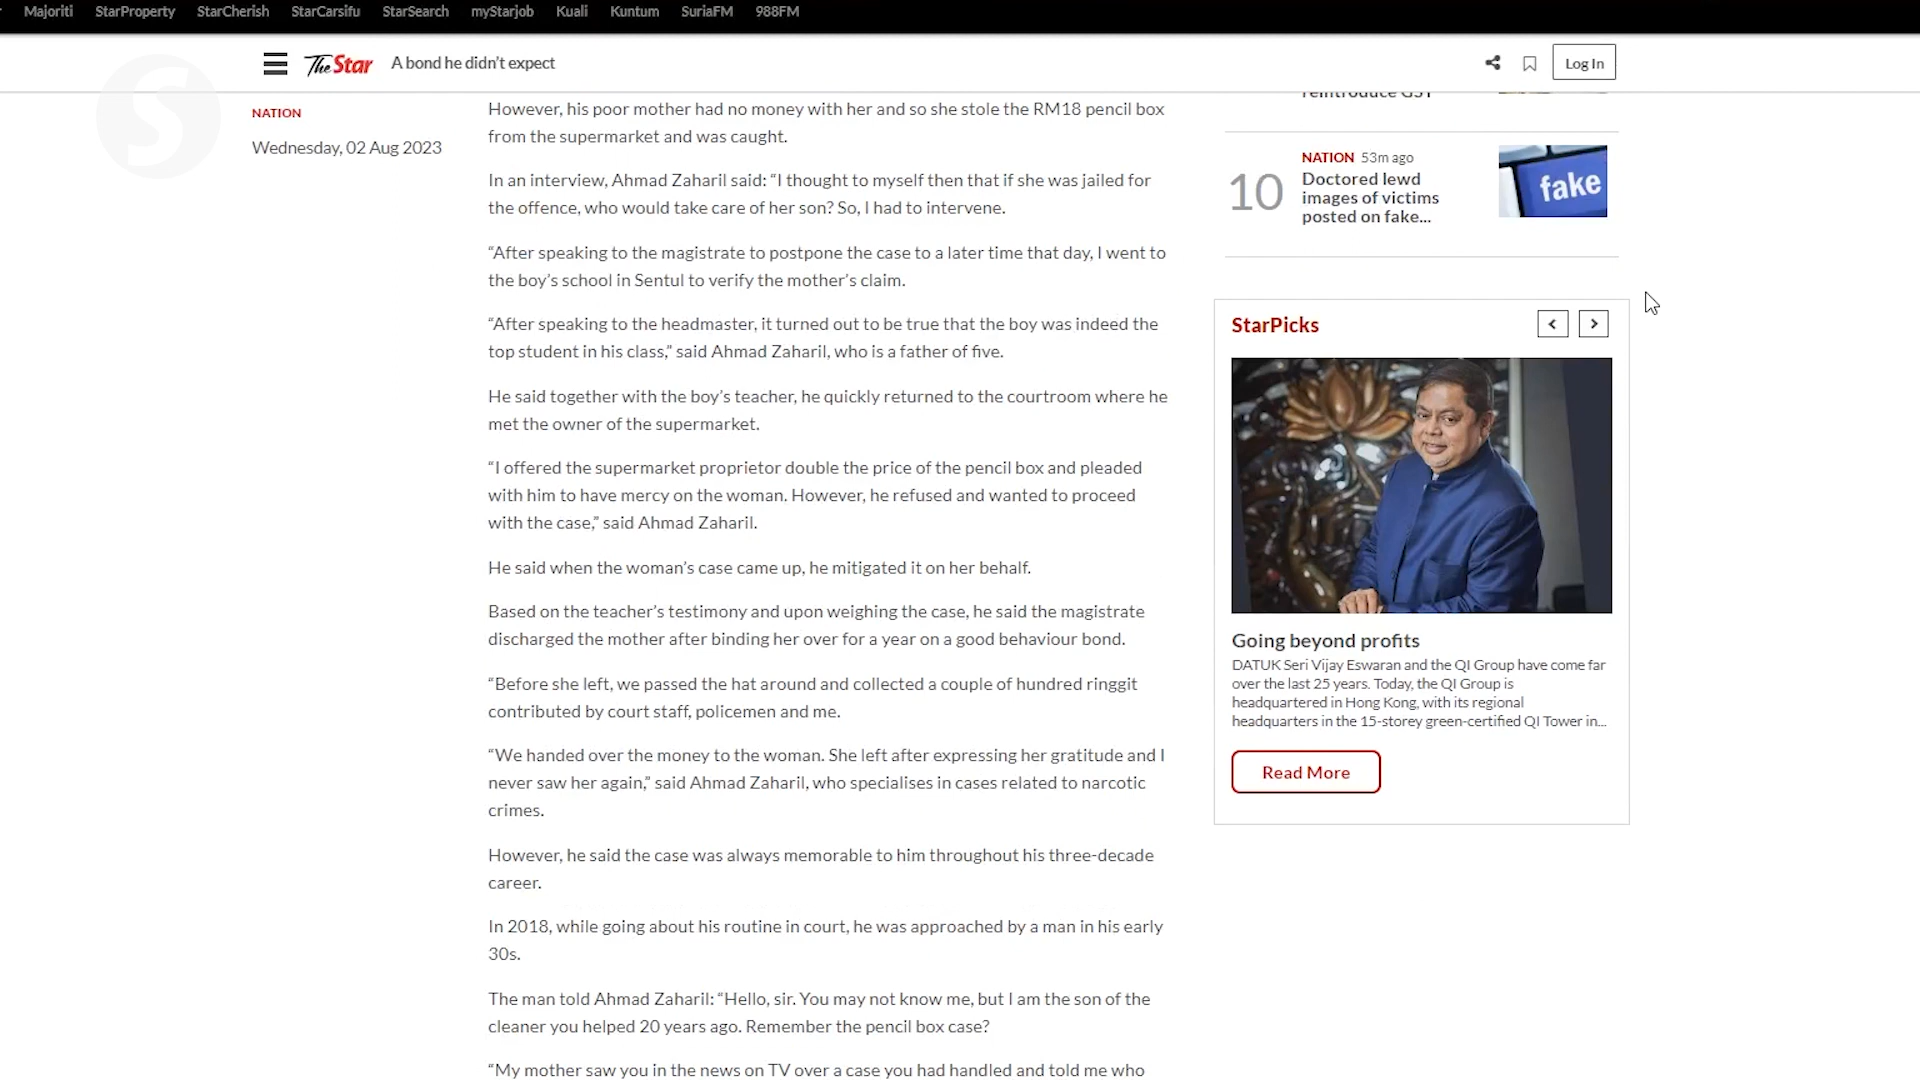 Majoriti StarProperty StarCherish StarCarsifu StarSearch myStarjob Kuali Kuntum SuriaFM 988FM
The Star A bond he didn’t expect Log In
S
NATION
Wednesday, 02 Aug 2023
However, his poor mother had no money with her and so she stole the RM18 pencil box
from the supermarket and was caught.
In an interview, Ahmad Zaharil said: “I thought to myself then that if she was jailed for
the offence, who would take care of her son? So, I had to intervene.
“After speaking to the magistrate to postpone the case to a later time that day, I went to
the boy’s school in Sentul to verify the mother’s claim.
“After speaking to the headmaster, it turned out to be true that the boy was indeed the
top student in his class,” said Ahmad Zaharil, who is a father of five.
He said together with the boy’s teacher, he quickly returned to the courtroom where he
met the owner of the supermarket.
“I offered the supermarket proprietor double the price of the pencil box and pleaded
with him to have mercy on the woman. However, he refused and wanted to proceed
with the case,” said Ahmad Zaharil.
He said when the woman’s case came up, he mitigated it on her behalf.
Based on the teacher’s testimony and upon weighing the case, he said the magistrate
discharged the mother after binding her over for a year on a good behaviour bond.
“Before she left, we passed the hat around and collected a couple of hundred ringgit
contributed by court staff, policemen and me.
“We handed over the money to the woman. She left after expressing her gratitude and I
never saw her again,” said Ahmad Zaharil, who specialises in cases related to narcotic
crimes.
However, he said the case was always memorable to him throughout his three-decade
career.
In 2018, while going about his routine in court, he was approached by a man in his early
30s.
The man told Ahmad Zaharil: “Hello, sir. You may not know me, but I am the son of the
cleaner you helped 20 years ago. Remember the pencil box case?
“My mother saw you in the news on TV over a case you had handled and told me who
reintroduce GST
10
NATION 53m ago
Doctored lewd
images of victims
posted on fake...
fake
StarPicks
Going beyond profits
DATUK Seri Vijay Eswaran and the QI Group have come far
over the last 25 years. Today, the QI Group is
headquartered in Hong Kong, with its regional
headquarters in the 15-storey green-certified QI Tower in...
Read More